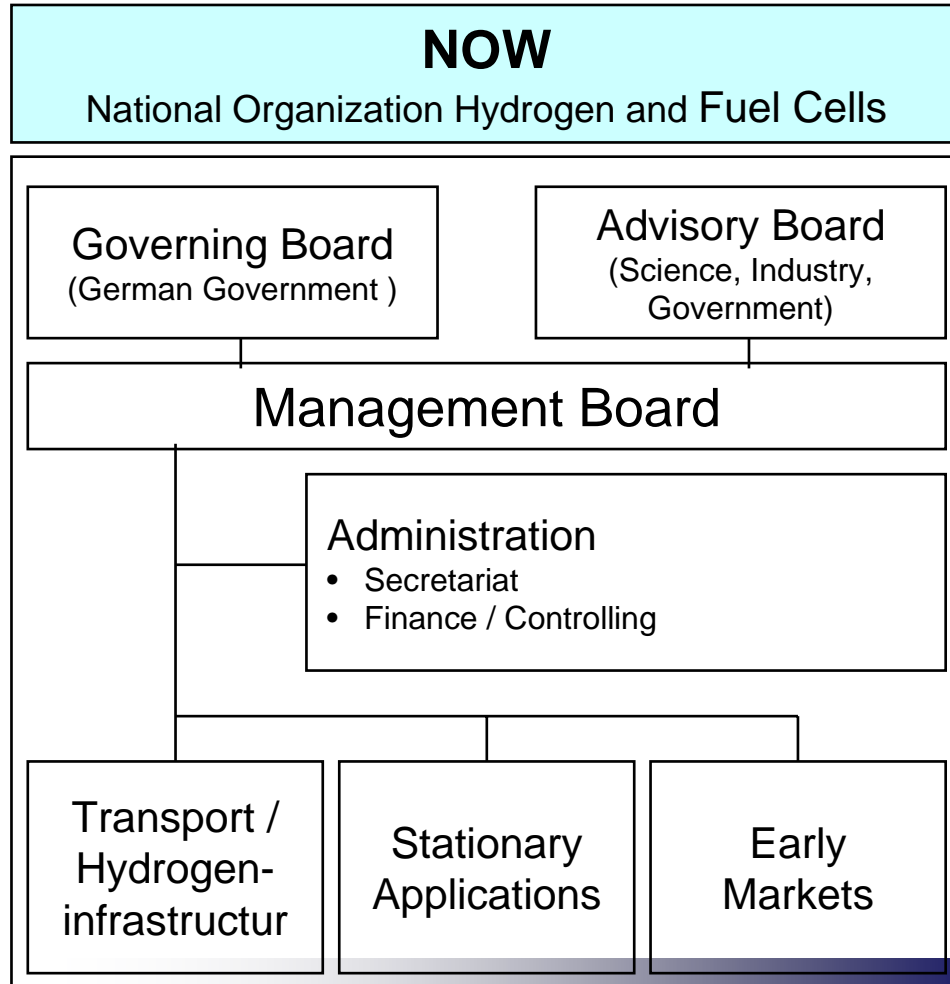 NOW
National Organization Hydrogen and Fuel Cells
Governing Board
(German Government )
Advisory Board
(Science, Industry,
Government)
Management Board
Administration
• Secretariat
• Finance / Controlling
Transport /
Hydrogen-
infrastructur
Stationary
Applications
Early
Markets